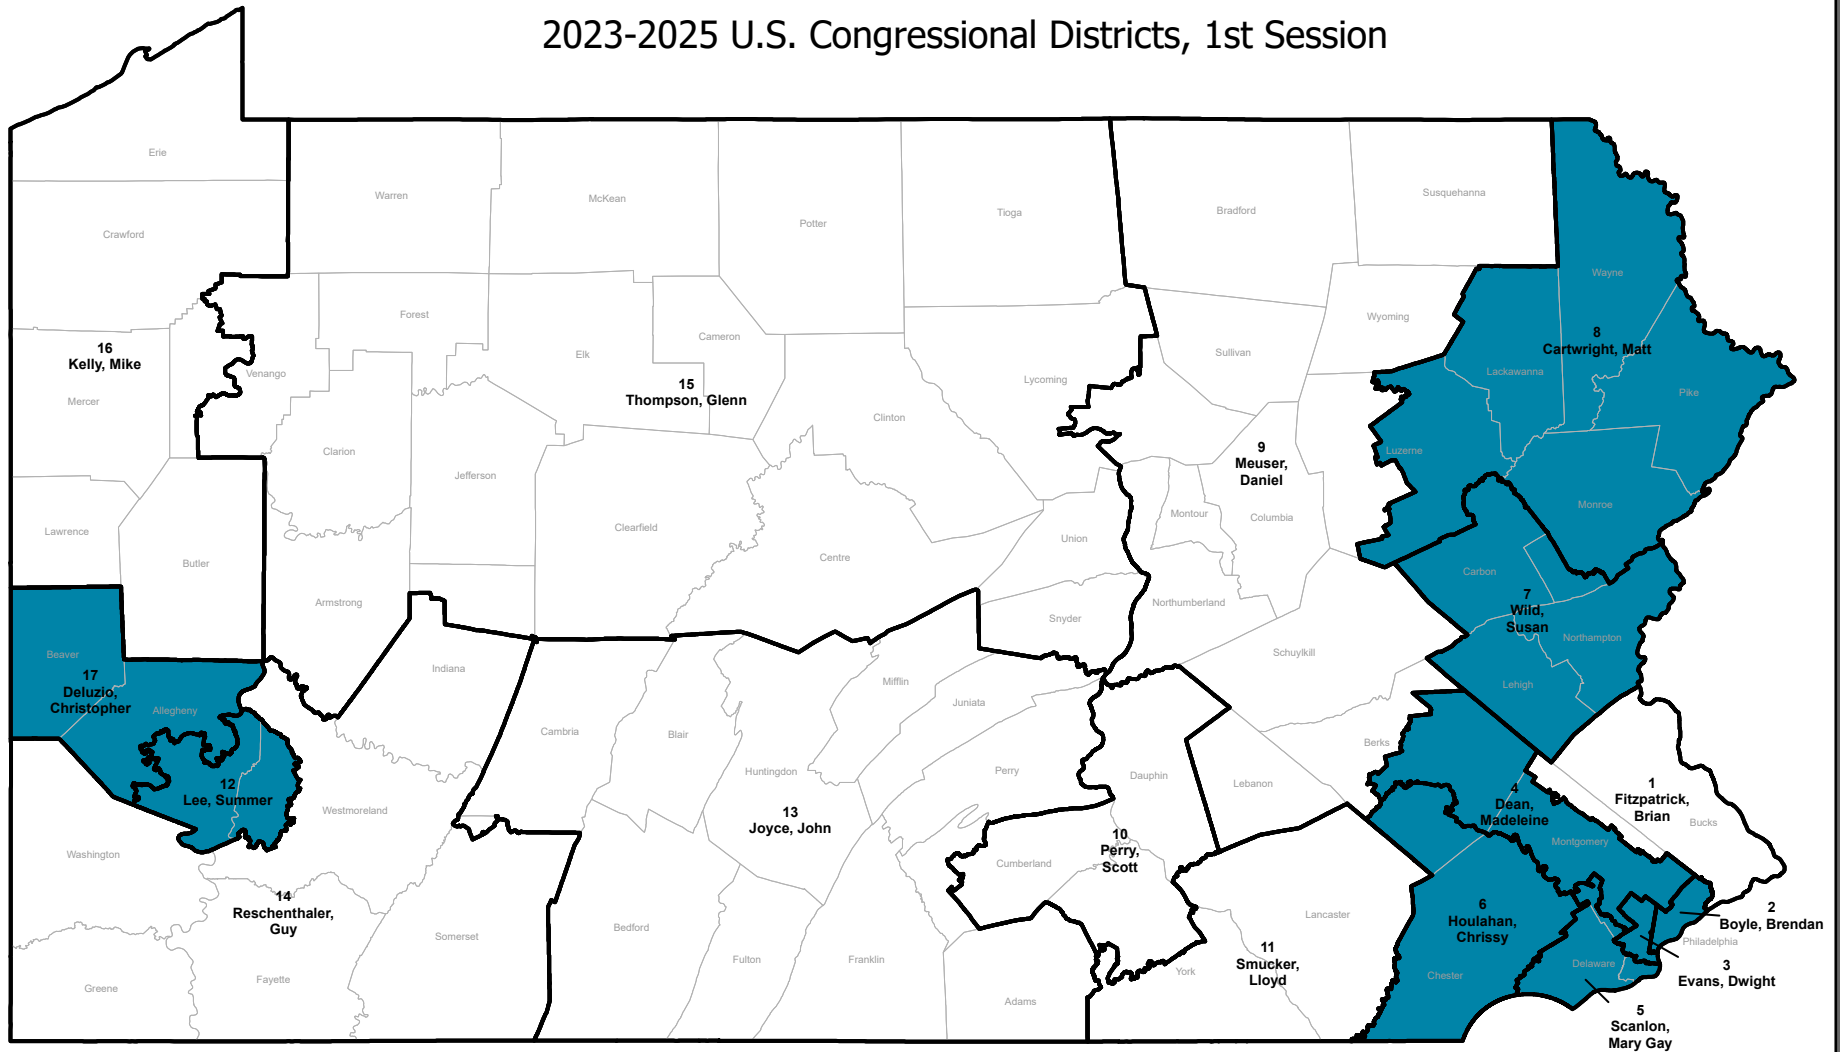 2023-2025 U.S. Congressional Districts, 1st Session
Erie
Crawford
Warren
McKean
Potter
Tioga
Bradford
Susquehanna
Wayne
16
Kelly, Mike
Mercer
Venango
Forest
Elk
Cameron
15
Thompson, Glenn
Clinton
Lycoming
Sullivan
Wyoming
8
Cartwright, Matt
Lackawanna
Pike
Lawrence
Butler
Clarion
Jefferson
Clearfield
Centre
Union
Montour
Columbia
9
Meuser,
Daniel
Luzerne
Monroe
Armstrong
Snyder
Northumberland
Carbon
7
Wild,
Susan
Northampton
Lehigh
Schuylkill
Beaver
17
Deluzio,
Christopher
Allegheny
Indiana
Cambria
Blair
Huntingdon
Mifflin
Juniata
Perry
Dauphin
Lebanon
Berks
12
Lee, Summer
Westmoreland
13
Joyce, John
10
Perry,
Scott
Cumberland
4
Dean,
Madeleine
Montgomery
1
Fitzpatrick,
Brian
Bucks
Washington
14
Reschenthaler,
Guy
Somerset
Bedford
Fulton
Franklin
Adams
York
11
Smucker,
Lloyd
Lancaster
6
Houlahan,
Chrissy
Chester
Delaware
2
Boyle, Brendan
Philadelphia
3
Evans, Dwight
5
Scanlon,
Mary Gay
Greene
Fayette